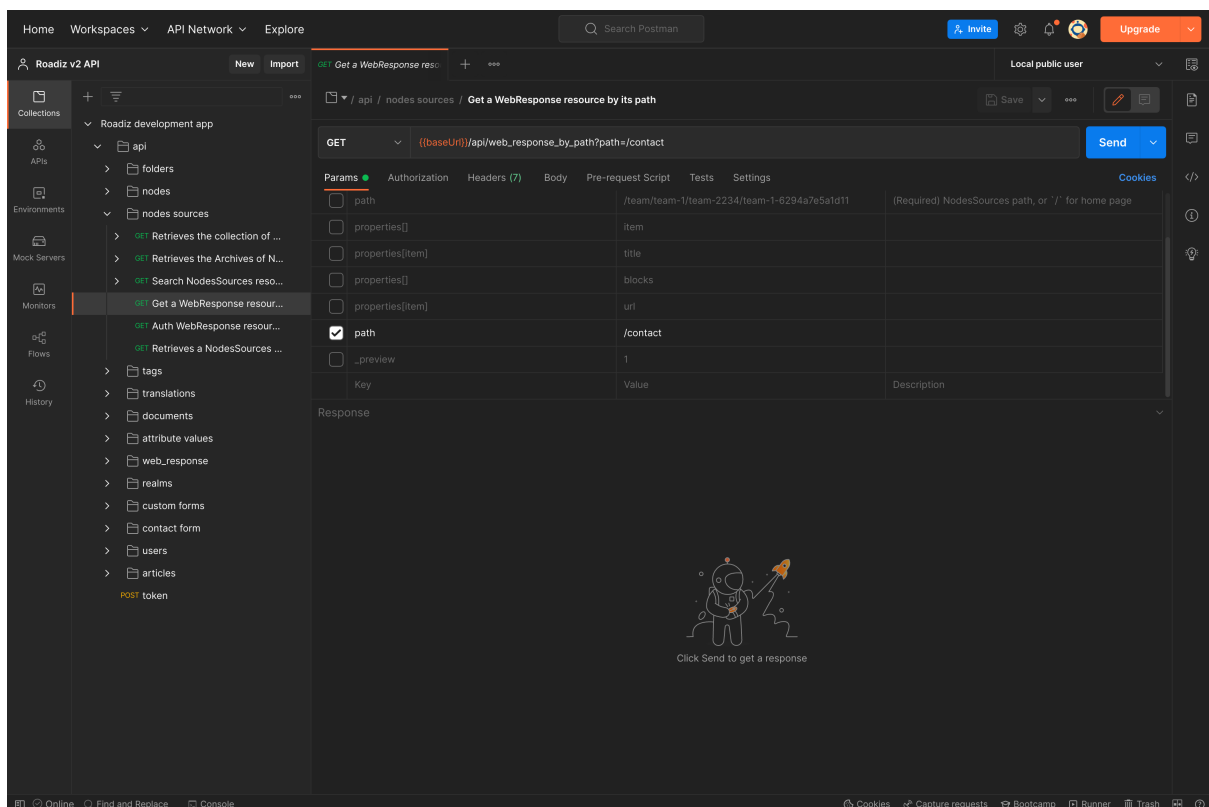 Home Workspaces API Network Explore Search Postman Invite Upgrade
Roadiz v2 API New Import GET Get a WebResponse reso Local public user
Collections
APIs
Environments
Mock Servers
Monitors
Flows
History
Roadiz development app
api
folders
nodes
nodes sources
GET Retrieves the collection of ...
GET Retrieves the Archives of N...
GET Search NodesSources reso...
GET Get a WebResponse resour...
GET Auth WebResponse resour...
GET Retrieves a NodesSources ...
tags
translations
documents
attribute values
web_response
realms
custom forms
contact form
users
articles
POST token
/ api / nodes sources / Get a WebResponse resource by its path Save
GET {{baseUrl}}/api/web_response_by_path?path=/contact Send
Params Authorization Headers (7) Body Pre-request Script Tests Settings Cookies
path /team/team-1/team-2234/team-1-6294a7e5a1d11 (Required) NodesSources path, or `/` for home page
properties[] item
properties[item] title
properties[] blocks
properties[item] url
path /contact
_preview 1
Key Value Description
Response
Click Send to get a response
Online Find and Replace Console Cookies Capture requests Bootcamp Runner Trash